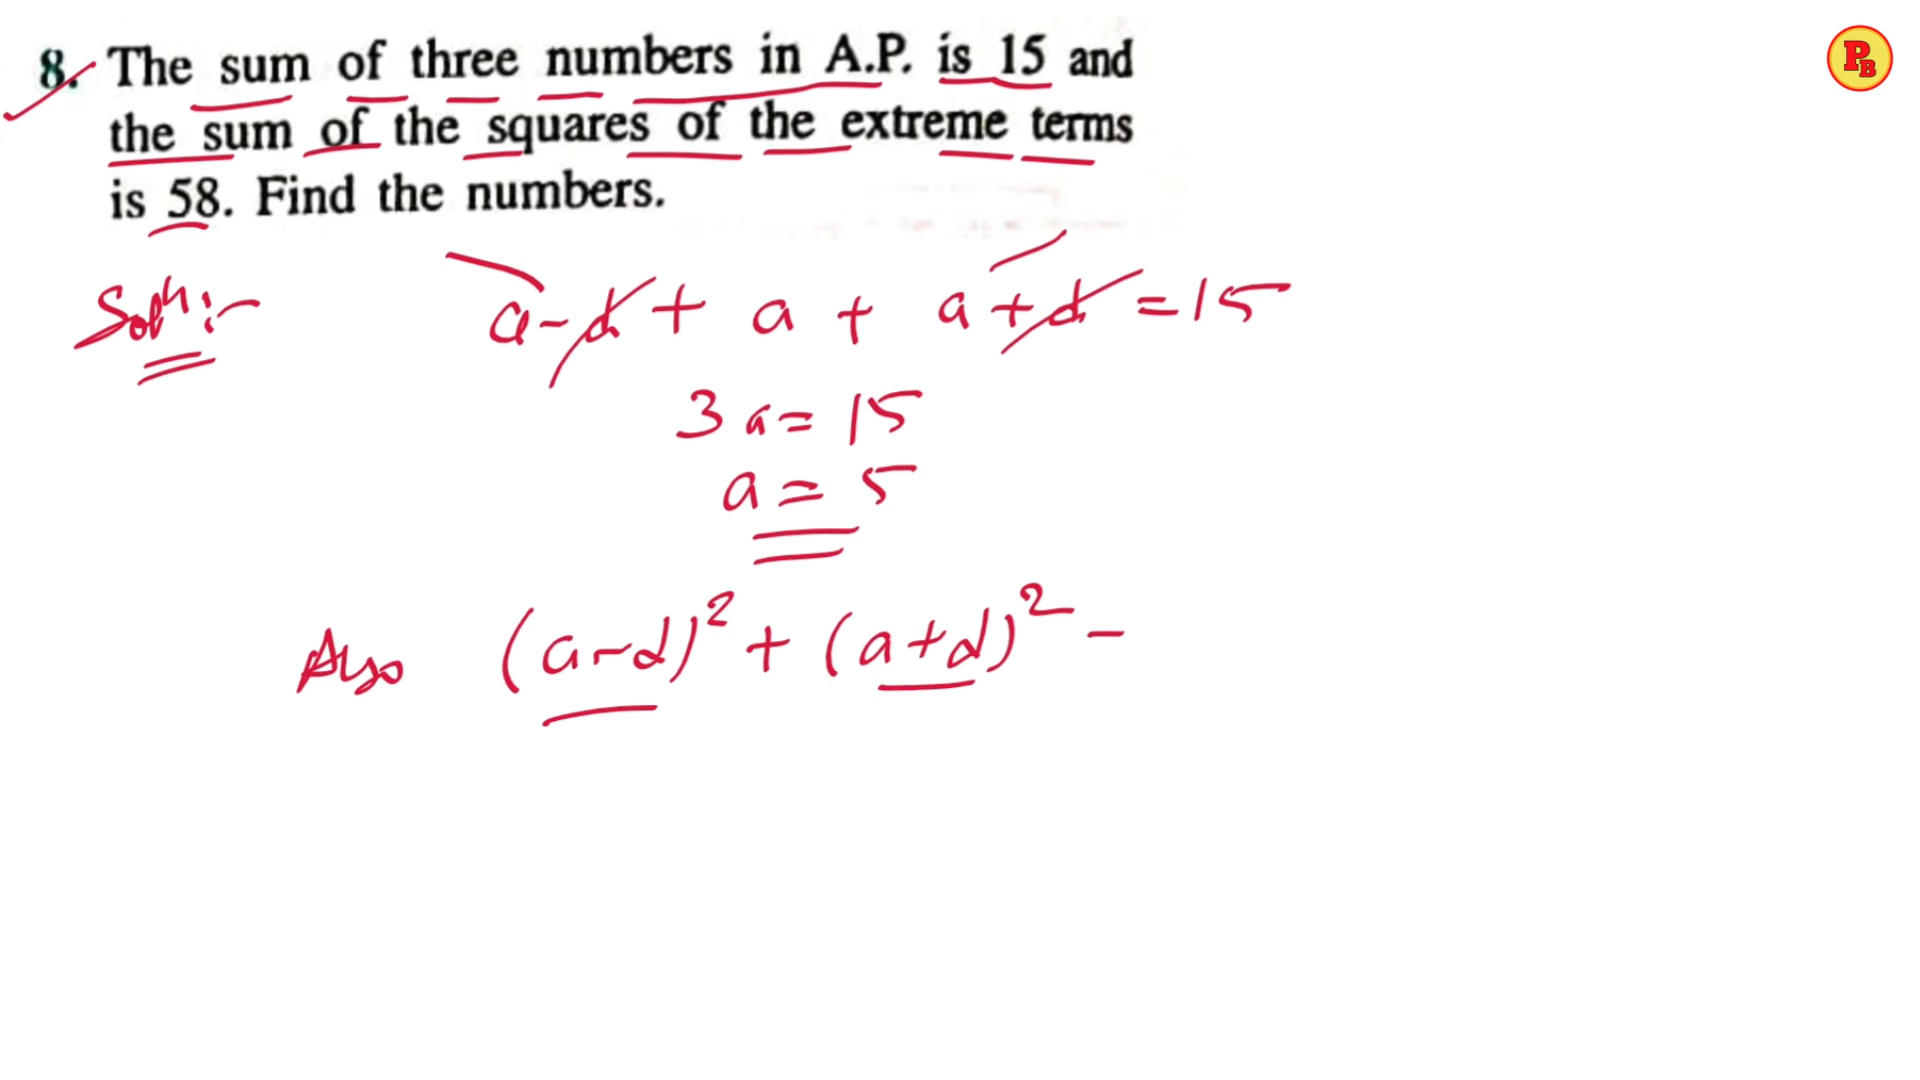 8. The sum of three numbers in A.P. is 15 and
the sum of the squares of the extreme terms
is 58. Find the numbers.
Soln:-
a-d + a + a+d = 15
3a = 15
a = 5
Also (a-d)² + (a+d)² -
PB